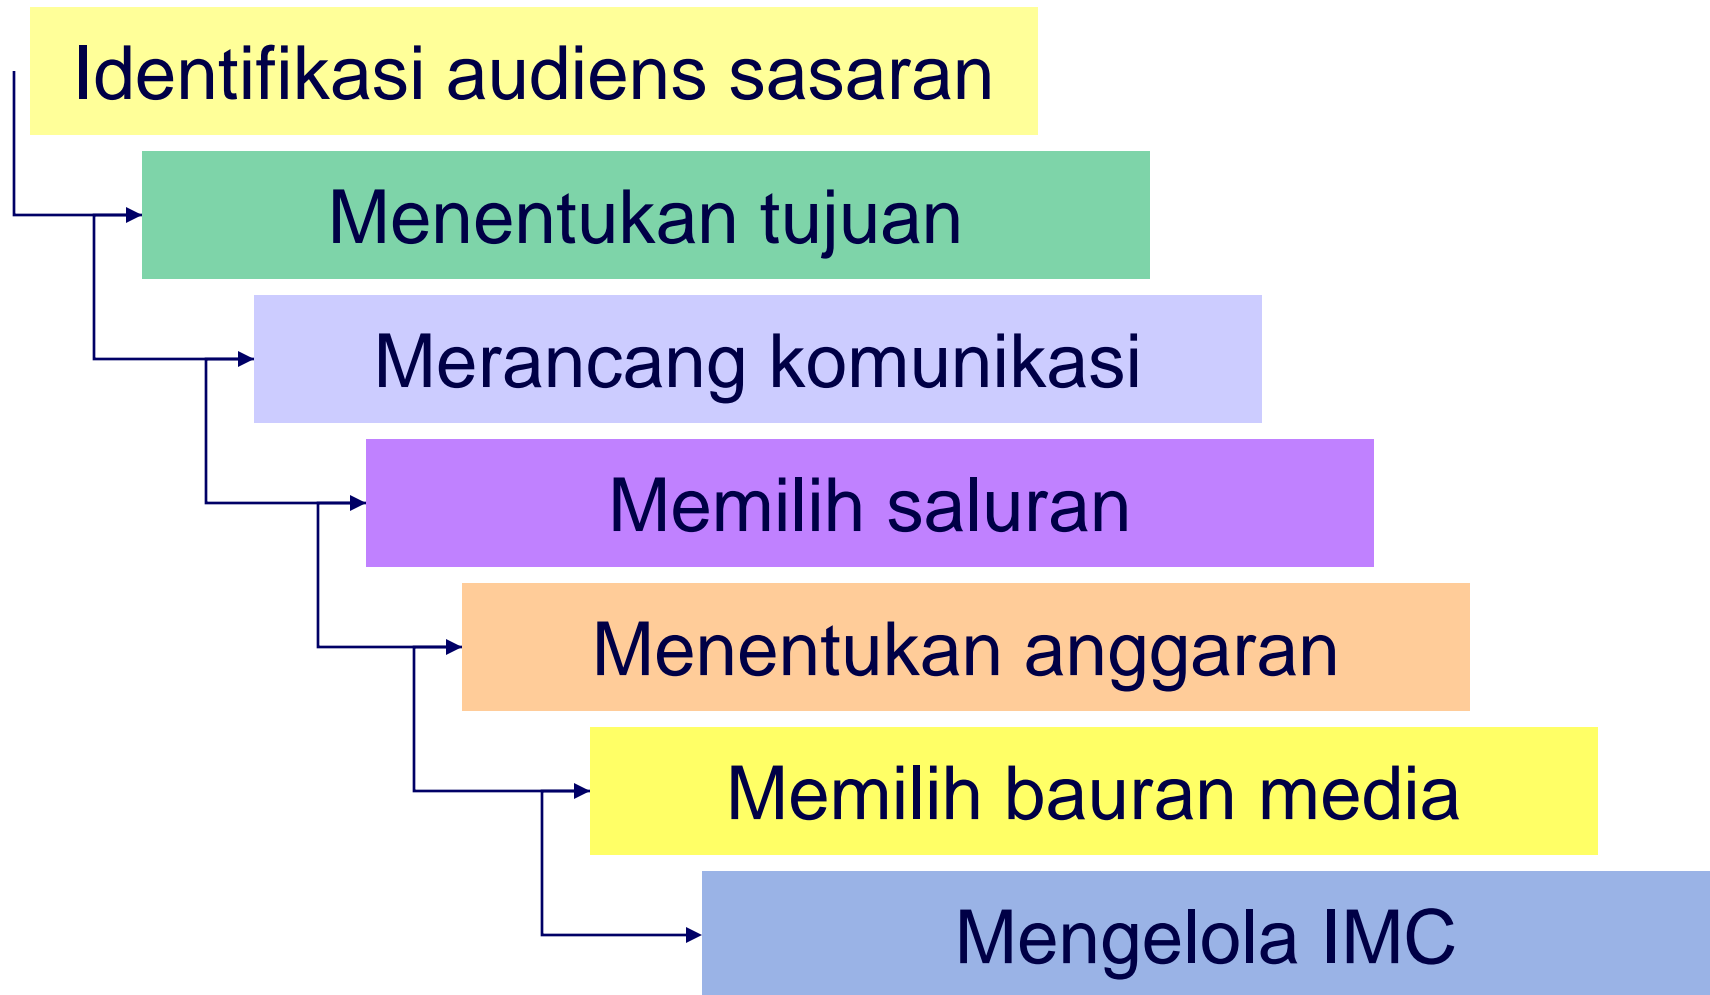 Identifikasi audiens sasaran
Menentukan tujuan
Merancang komunikasi
Memilih saluran
Menentukan anggaran
Memilih bauran media
Mengelola IMC